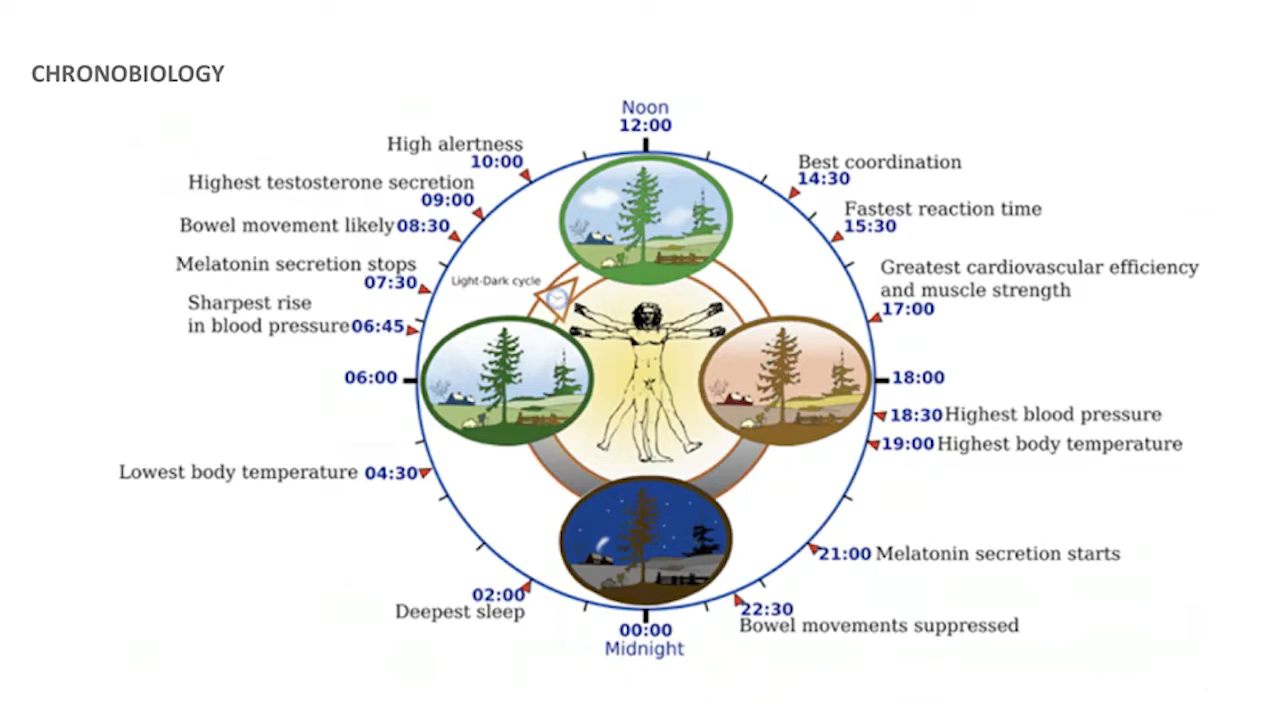 CHRONOBIOLOGY
Noon
12:00
High alertness
10:00
Highest testosterone secretion
09:00
Bowel movement likely 08:30
Melatonin secretion stops
07:30
Sharpest rise
in blood pressure 06:45
06:00
Lowest body temperature 04:30
02:00
Deepest sleep
00:00
Midnight
Light-Dark cycle
Best coordination
14:30
Fastest reaction time
15:30
Greatest cardiovascular efficiency
and muscle strength
17:00
18:00
18:30 Highest blood pressure
19:00 Highest body temperature
21:00 Melatonin secretion starts
22:30
Bowel movements suppressed